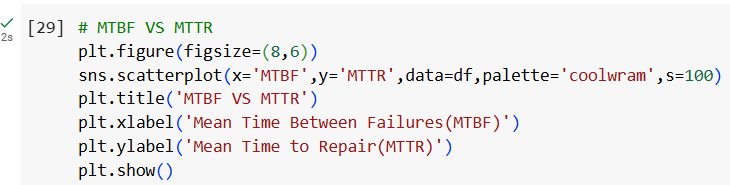 [29] # MTBF VS MTTR
2s
plt.figure(figsize=(8,6))
sns.scatterplot(x='MTBF',y='MTTR',data=df,palette='coolwram',s=100)
plt.title('MTBF VS MTTR')
plt.xlabel('Mean Time Between Failures(MTBF)')
plt.ylabel('Mean Time to Repair(MTTR)')
plt.show()